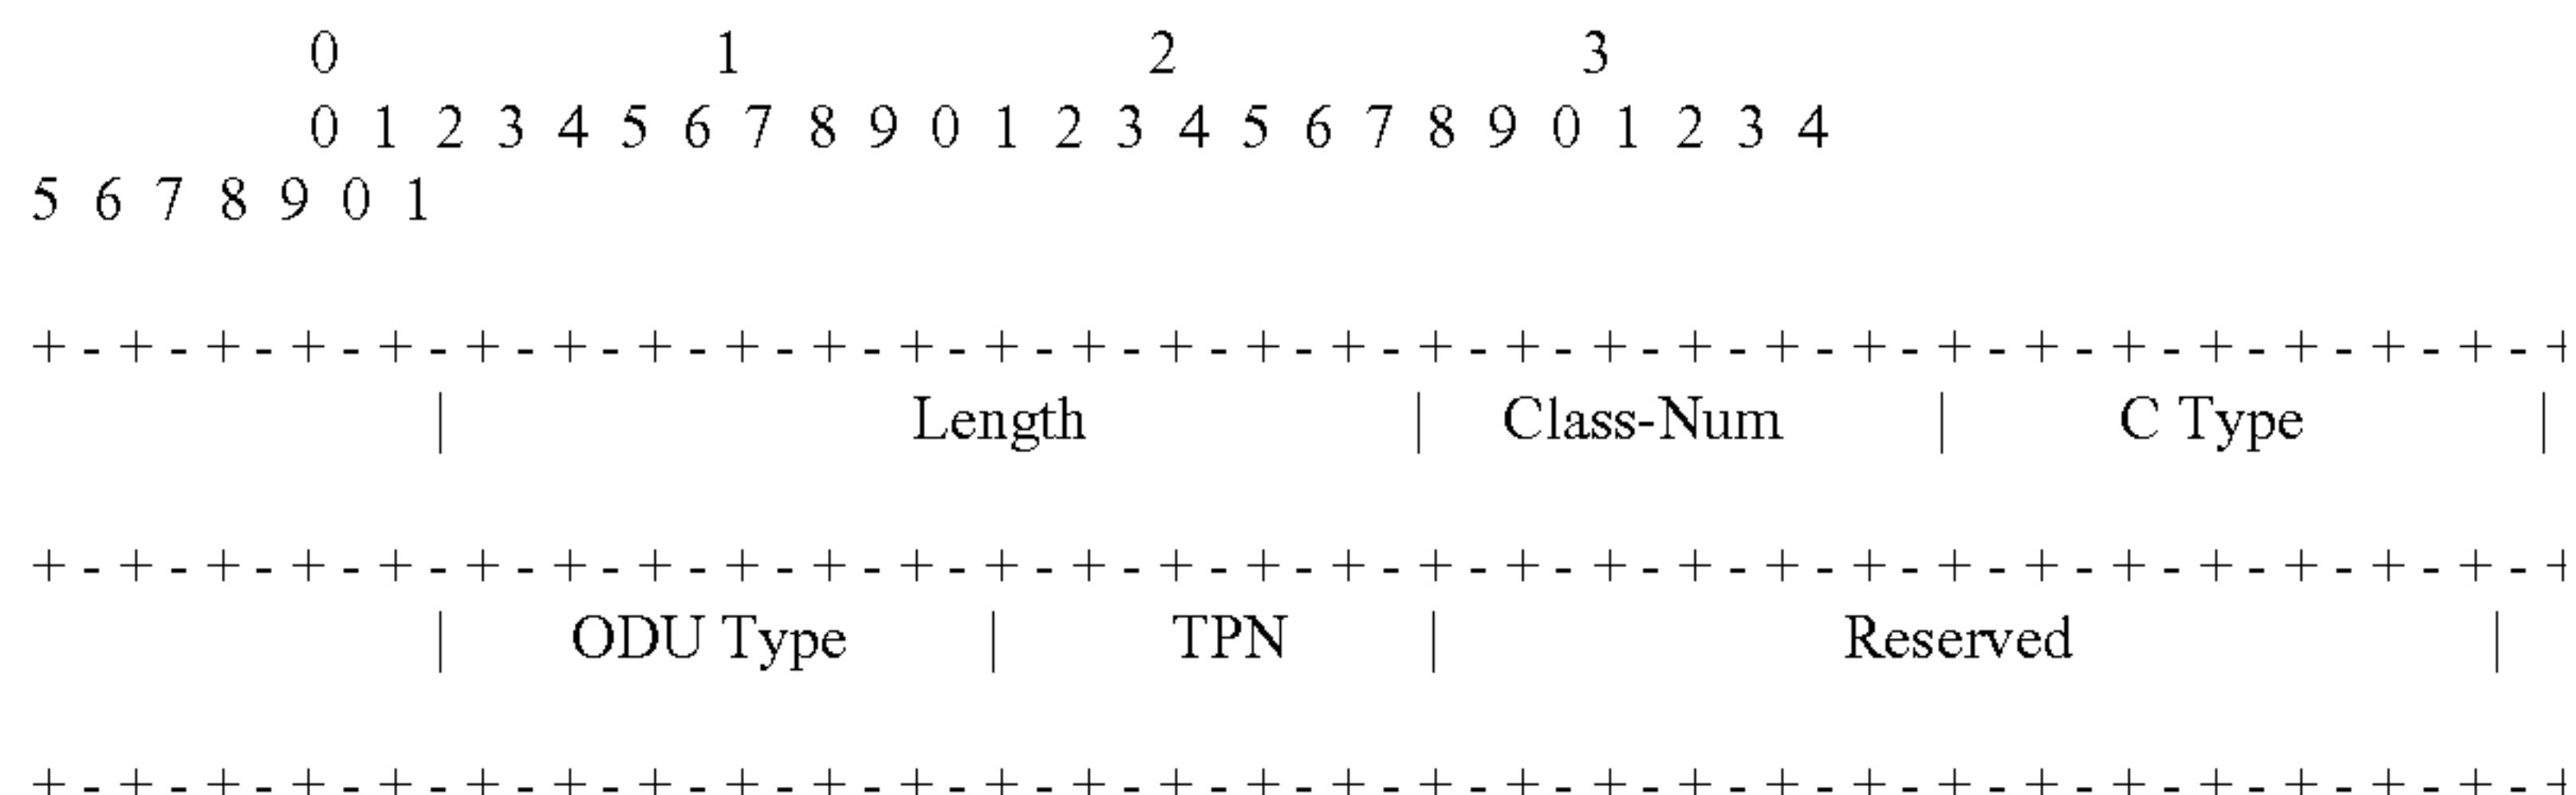 0 1 2 3
0 1 2 3 4 5 6 7 8 9 0 1 2 3 4 5 6 7 8 9 0 1 2 3 4
5 6 7 8 9 0 1
+-+-+-+-+-+-+-+-+-+-+-+-+-+-+-+-+-+-+-+-+-+-+-+-+-+-+-+-+-+
| Length | Class-Num | C Type |
+-+-+-+-+-+-+-+-+-+-+-+-+-+-+-+-+-+-+-+-+-+-+-+-+-+-+-+-+-+
| ODU Type | TPN | Reserved |
+-+-+-+-+-+-+-+-+-+-+-+-+-+-+-+-+-+-+-+-+-+-+-+-+-+-+-+-+-+